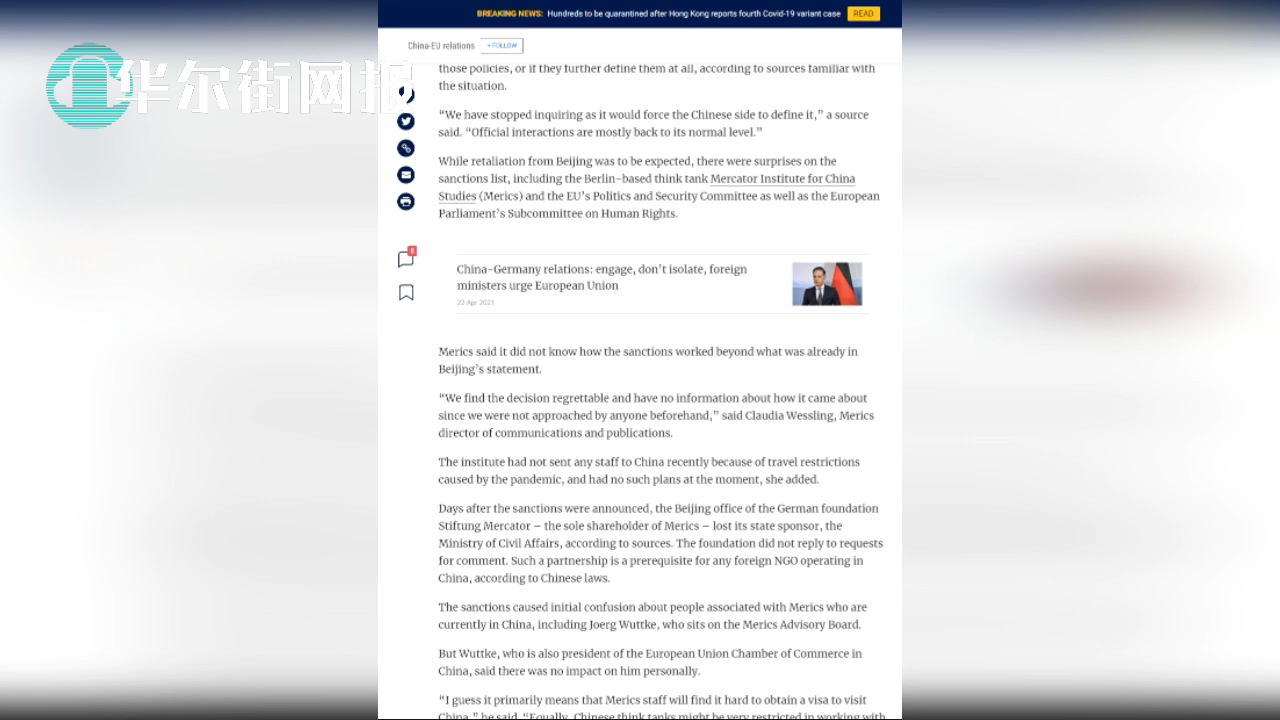 BREAKING NEWS: Hundreds to be quarantined after Hong Kong reports fourth Covid-19 variant case READ
China-EU relations + FOLLOW
华尔街网报
those policies, or if they further define them at all, according to sources familiar with
the situation.
“We have stopped inquiring as it would force the Chinese side to define it,” a source
said. “Official interactions are mostly back to its normal level.”
While retaliation from Beijing was to be expected, there were surprises on the
sanctions list, including the Berlin-based think tank Mercator Institute for China
Studies (Merics) and the EU’s Politics and Security Committee as well as the European
Parliament’s Subcommittee on Human Rights.
8
China-Germany relations: engage, don’t isolate, foreign
ministers urge European Union
22 Apr 2021
Merics said it did not know how the sanctions worked beyond what was already in
Beijing’s statement.
“We find the decision regrettable and have no information about how it came about
since we were not approached by anyone beforehand,” said Claudia Wessling, Merics
director of communications and publications.
The institute had not sent any staff to China recently because of travel restrictions
caused by the pandemic, and had no such plans at the moment, she added.
Days after the sanctions were announced, the Beijing office of the German foundation
Stiftung Mercator – the sole shareholder of Merics – lost its state sponsor, the
Ministry of Civil Affairs, according to sources. The foundation did not reply to requests
for comment. Such a partnership is a prerequisite for any foreign NGO operating in
China, according to Chinese laws.
The sanctions caused initial confusion about people associated with Merics who are
currently in China, including Joerg Wuttke, who sits on the Merics Advisory Board.
But Wuttke, who is also president of the European Union Chamber of Commerce in
China, said there was no impact on him personally.
“I guess it primarily means that Merics staff will find it hard to obtain a visa to visit
China,” he said. “Equally, Chinese think tanks might be very restricted in working with